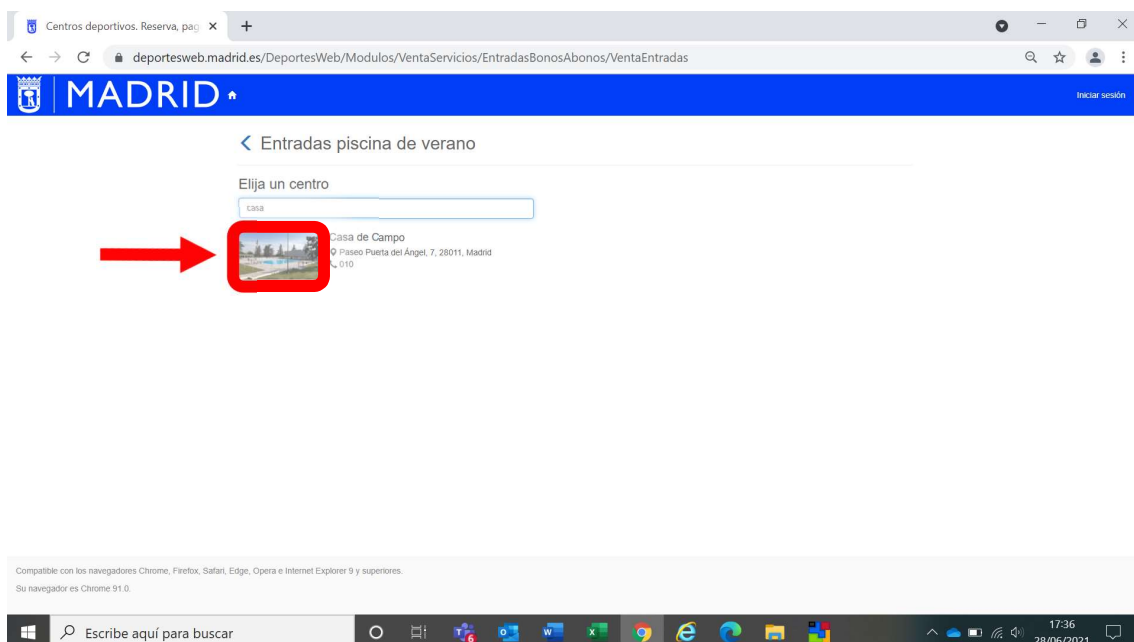 Centros deportivos. Reserva, pag
deportesweb.madrid.es/DeportesWeb/Modulos/VentaServicios/EntradasBonosAbonos/VentaEntradas
MADRID
Iniciar sesión
Entradas piscina de verano
Elija un centro
casa
Casa de Campo
Paseo Puerta del Ángel, 7, 28011, Madrid
010
Compatible con los navegadores Chrome, Firefox, Safari, Edge, Opera e Internet Explorer 9 y superiores.
Su navegador es Chrome 91.0.
Escribe aquí para buscar
17:36
28/06/2021